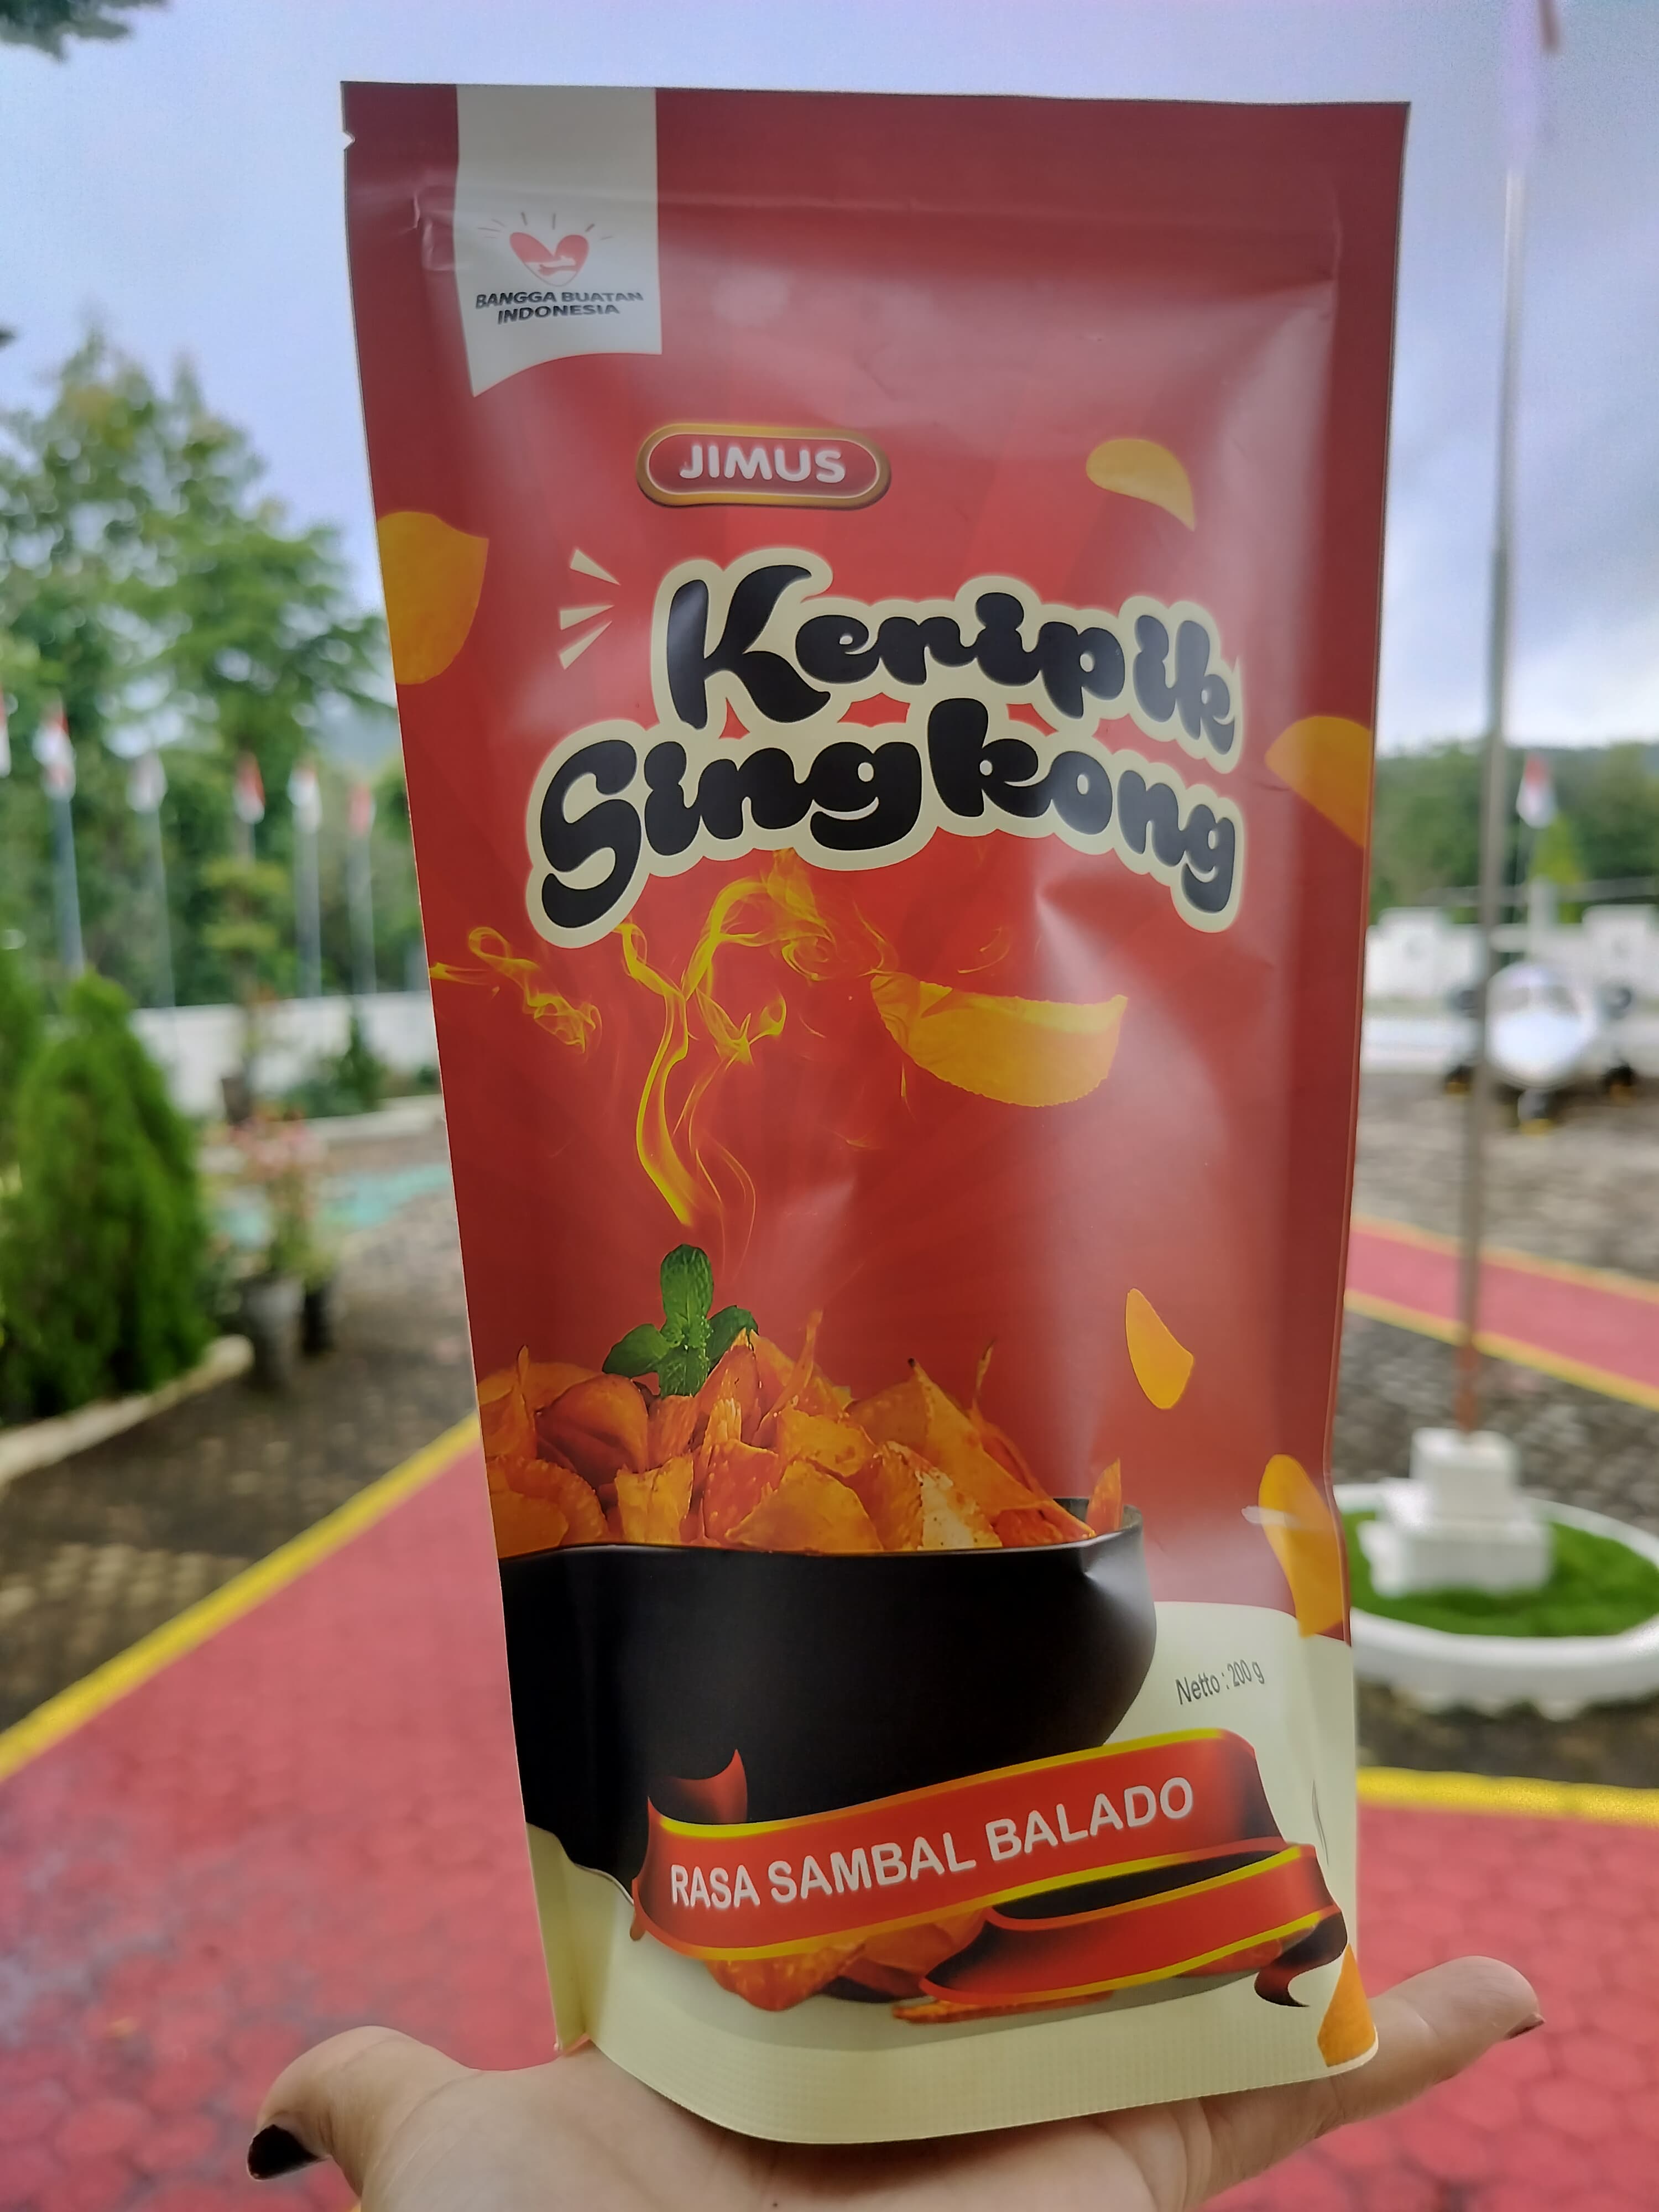 BANGGA BUATAN
INDONESIA
JIMUS
Keripik
Singkong
Netto : 200 g
RASA SAMBAL BALADO